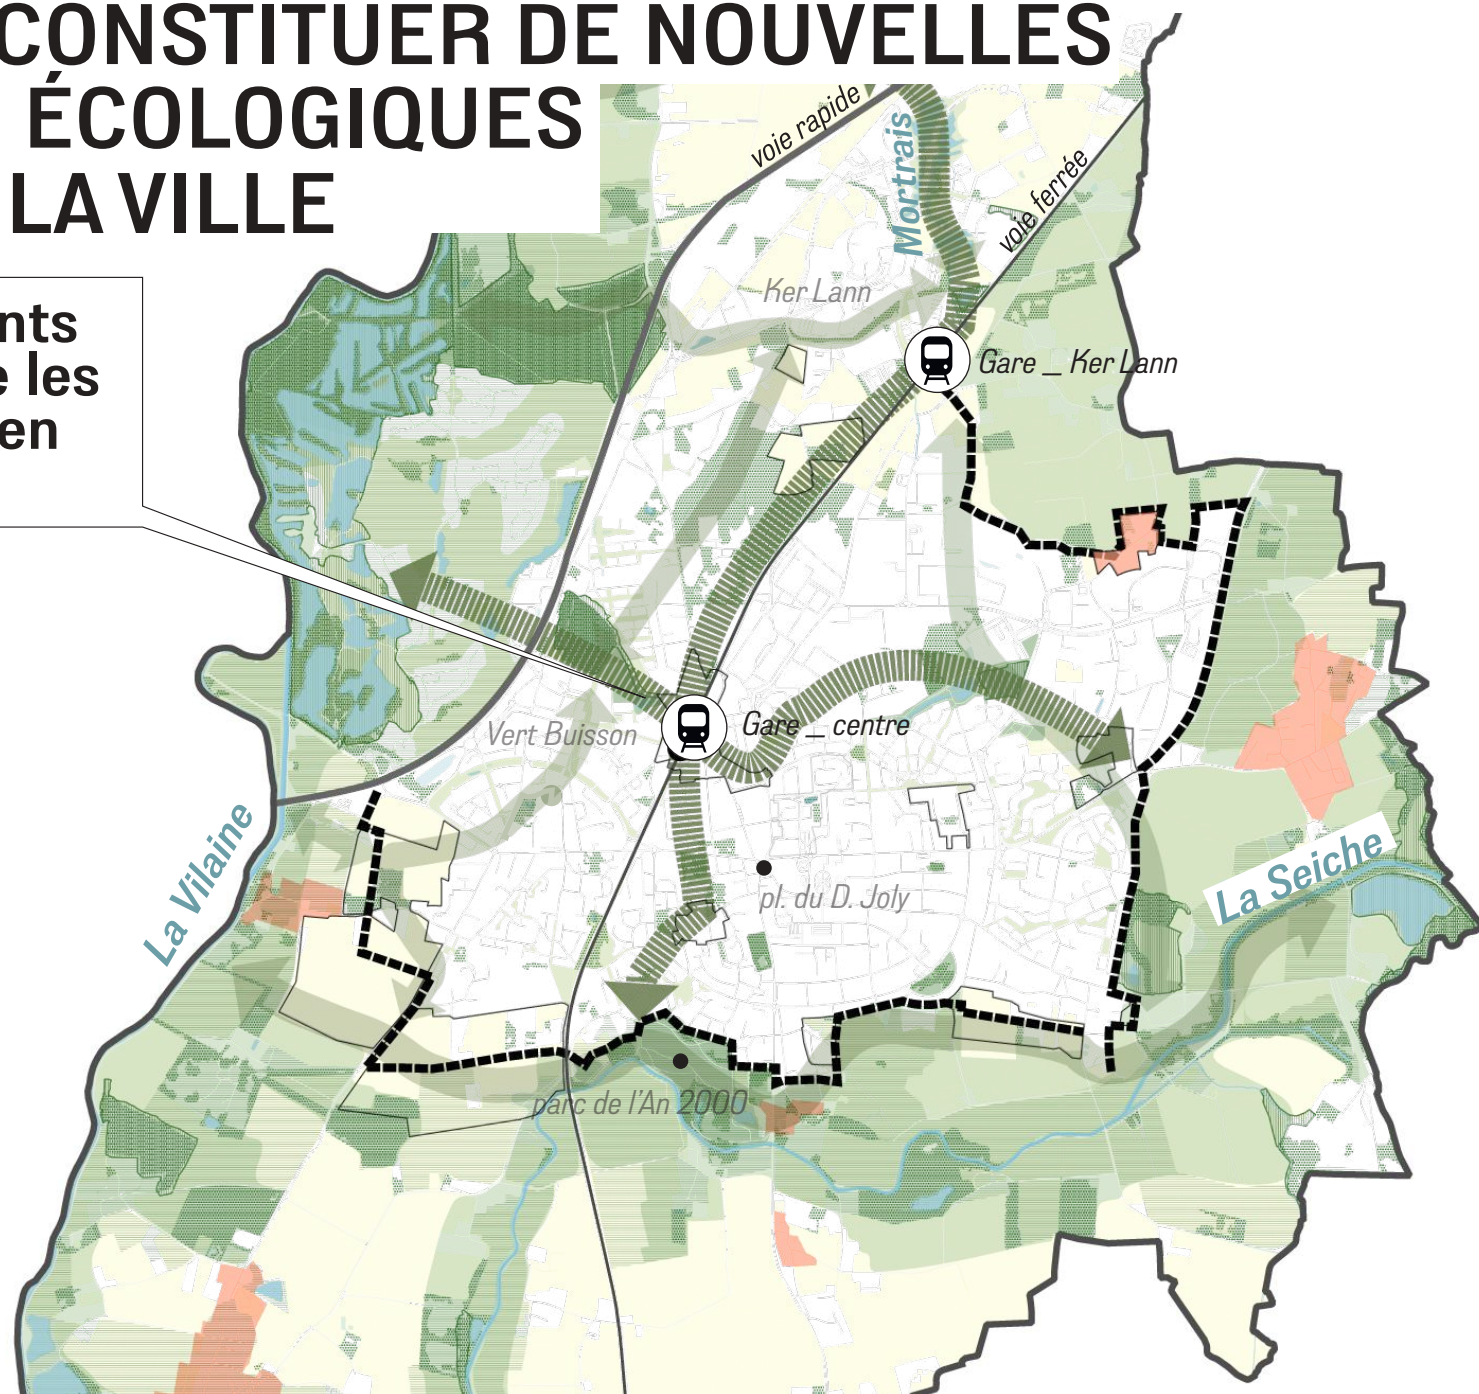 CONSTITUER DE NOUVELLES
ÉCOLOGIQUES
LA VILLE
nts
e les
en
voie rapide
Mortrais
voie ferrée
Ker Lann
Gare _ Ker Lann
Vert Buisson
Gare _ centre
La Vilaine
pl. du D. Joly
La Seiche
parc de l'An 2000